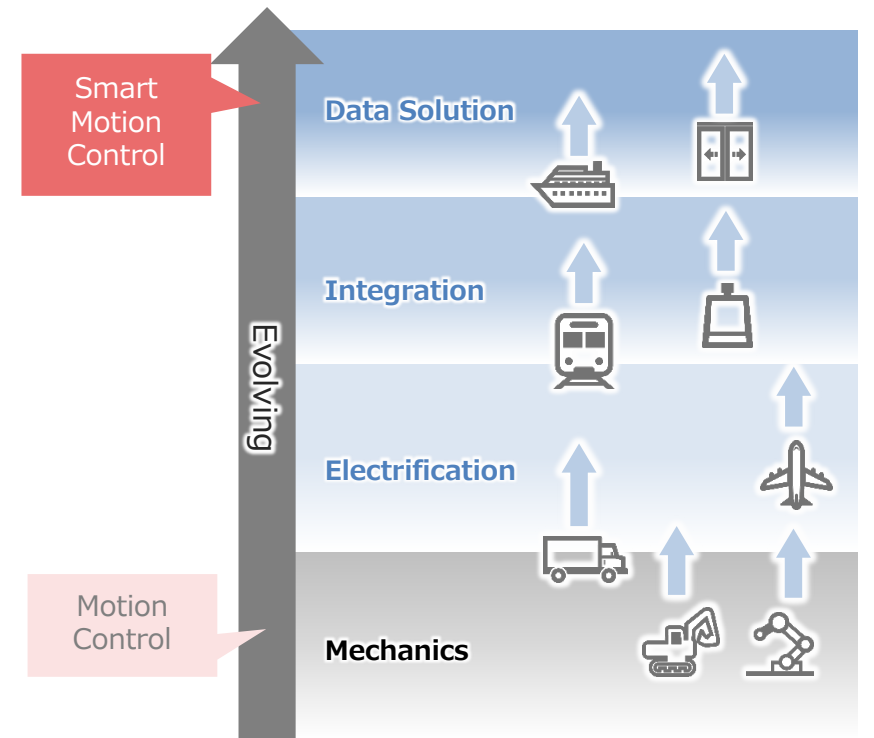 Smart
Motion
Control
Data Solution
Integration
Evolving
Electrification
Motion
Control
Mechanics